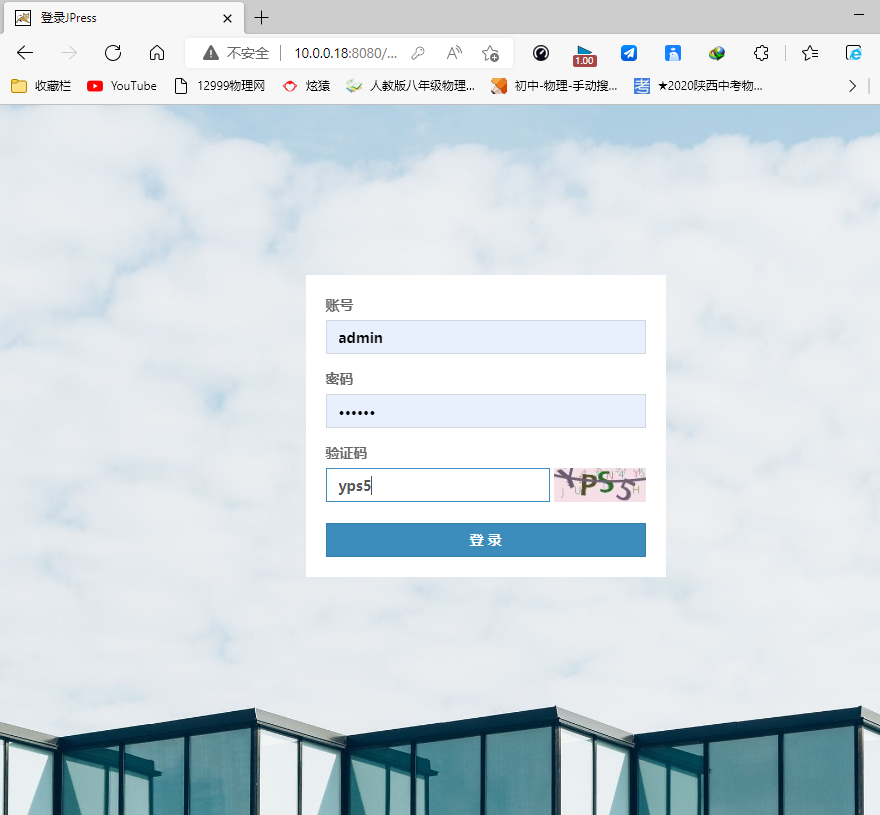 登录JPress
不安全 10.0.0.18:8080/...
1.00
收藏栏 YouTube 12999物理网 炫猿 人教版八年级物理... 初中-物理-手动搜... 考 ★2020陕西中考物...
账号
admin
密码
••••••
验证码
yps5 YPS5
登 录